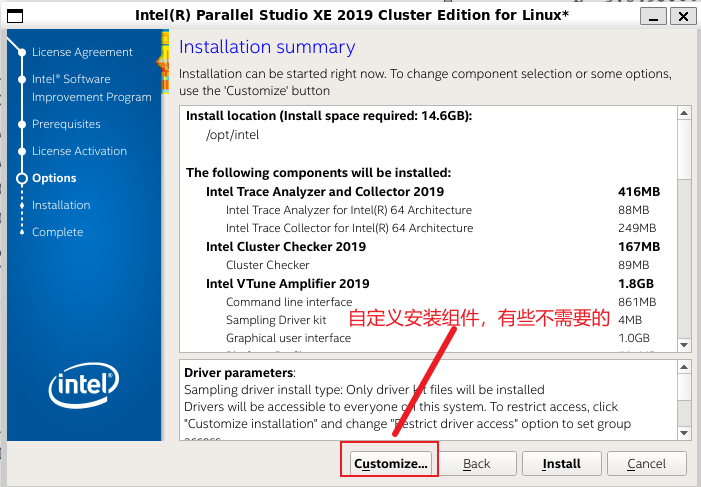 Intel(R) Parallel Studio XE 2019 Cluster Edition for Linux*
License Agreement
Intel® Software
Improvement Program
Prerequisites
License Activation
Options
Installation
Complete
intel
Installation summary
Installation can be started right now. To change component selection or some options,
use the 'Customize' button
Install location (Install space required: 14.6GB):
/opt/intel
The following components will be installed:
Intel Trace Analyzer and Collector 2019 416MB
Intel Trace Analyzer for Intel(R) 64 Architecture 88MB
Intel Trace Collector for Intel(R) 64 Architecture 249MB
Intel Cluster Checker 2019 167MB
Cluster Checker 89MB
Intel VTune Amplifier 2019 1.8GB
Command line interface 861MB
Sampling Driver kit 4MB
Graphical user interface 1.0GB
自定义安装组件，有些不需要的
Driver parameters:
Sampling driver install type: Only driver kit files will be installed
Drivers will be accessible to everyone on this system. To restrict access, click
"Customize installation" and change "Restrict driver access" option to set group
access
Customize...
Back
Install
Cancel